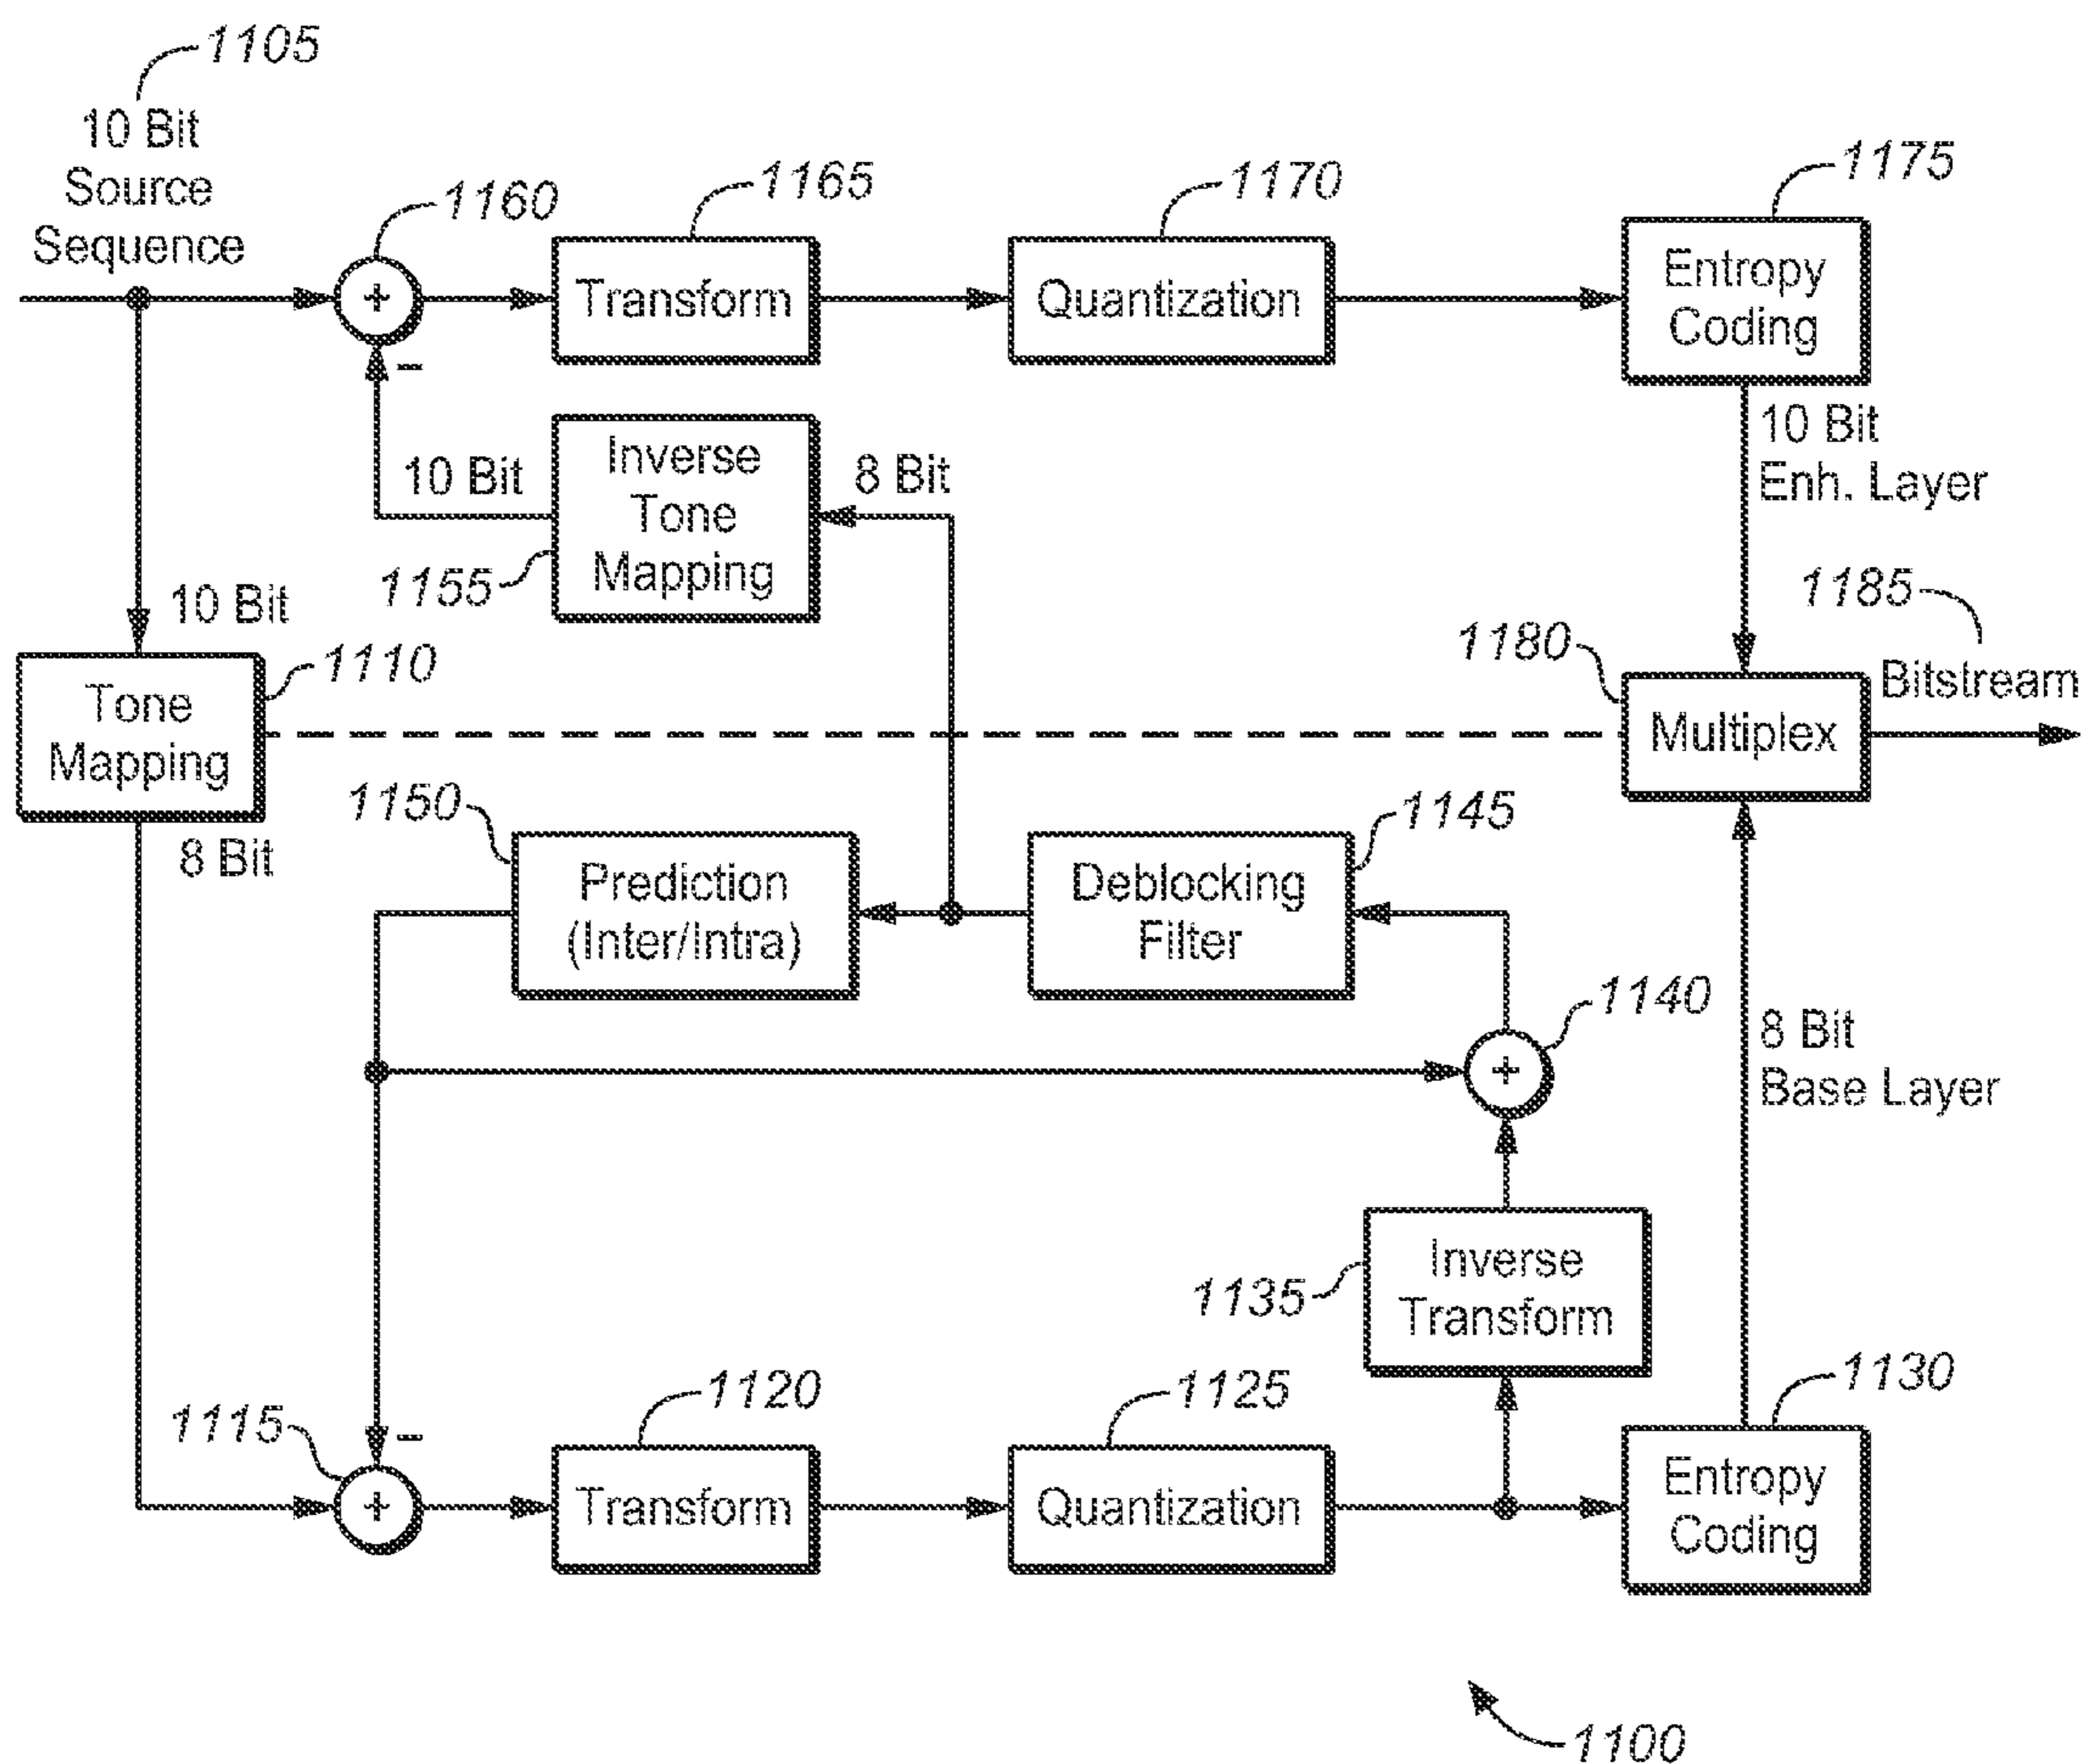 1105
10 Bit
Source
Sequence
1160
1165
1170
1175
+
Transform
Quantization
Entropy
Coding
-
10 Bit
Enh. Layer
Inverse
Tone
Mapping
10 Bit
8 Bit
1155
10 Bit
1185
1180
Bitstream
1110
Tone
Mapping
Multiplex
8 Bit
1150
1145
Prediction
(Inter/Intra)
Deblocking
Filter
1140
+
8 Bit
Base Layer
1135
Inverse
Transform
1115
-
1120
1125
1130
+
Transform
Quantization
Entropy
Coding
1100